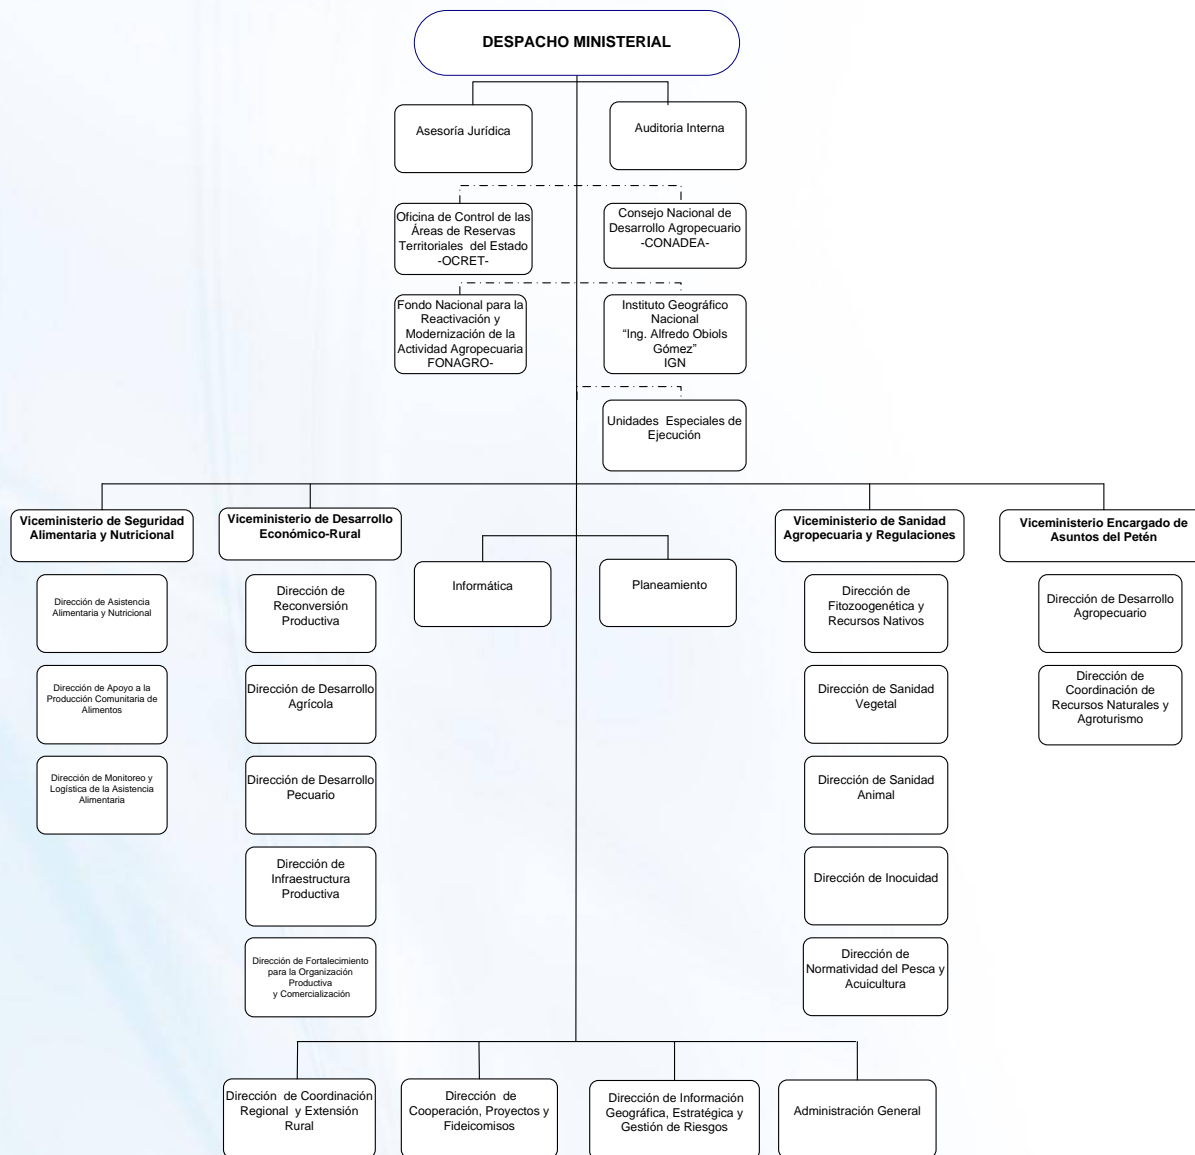 DESPACHO MINISTERIAL
Asesoría Jurídica
Auditoria Interna
Oficina de Control de las
Áreas de Reservas
Territoriales del Estado
-OCRET-
Consejo Nacional de
Desarrollo Agropecuario
-CONADEA-
Fondo Nacional para la
Reactivación y
Modernización de la
Actividad Agropecuaria
FONAGRO-
Instituto Geográfico
Nacional
“Ing. Alfredo Obiols
Gómez”
IGN
Unidades Especiales de
Ejecución
Viceministerio de Seguridad
Alimentaria y Nutricional
Viceministerio de Desarrollo
Económico-Rural
Viceministerio de Sanidad
Agropecuaria y Regulaciones
Viceministerio Encargado de
Asuntos del Petén
Informática
Planeamiento
Dirección de Asistencia
Alimentaria y Nutricional
Dirección de Apoyo a la
Producción Comunitaria de
Alimentos
Dirección de Monitoreo y
Logística de la Asistencia
Alimentaria
Dirección de
Reconversión
Productiva
Dirección de Desarrollo
Agrícola
Dirección de Desarrollo
Pecuario
Dirección de
Infraestructura
Productiva
Dirección de Fortalecimiento
para la Organización
Productiva
y Comercialización
Dirección de
Fitozoogenética y
Recursos Nativos
Dirección de Sanidad
Vegetal
Dirección de Sanidad
Animal
Dirección de Inocuidad
Dirección de
Normatividad del Pesca y
Acuicultura
Dirección de Desarrollo
Agropecuario
Dirección de
Coordinación de
Recursos Naturales y
Agroturismo
Dirección de Coordinación
Regional y Extensión
Rural
Dirección de
Cooperación, Proyectos y
Fideicomisos
Dirección de Información
Geográfica, Estratégica y
Gestión de Riesgos
Administración General